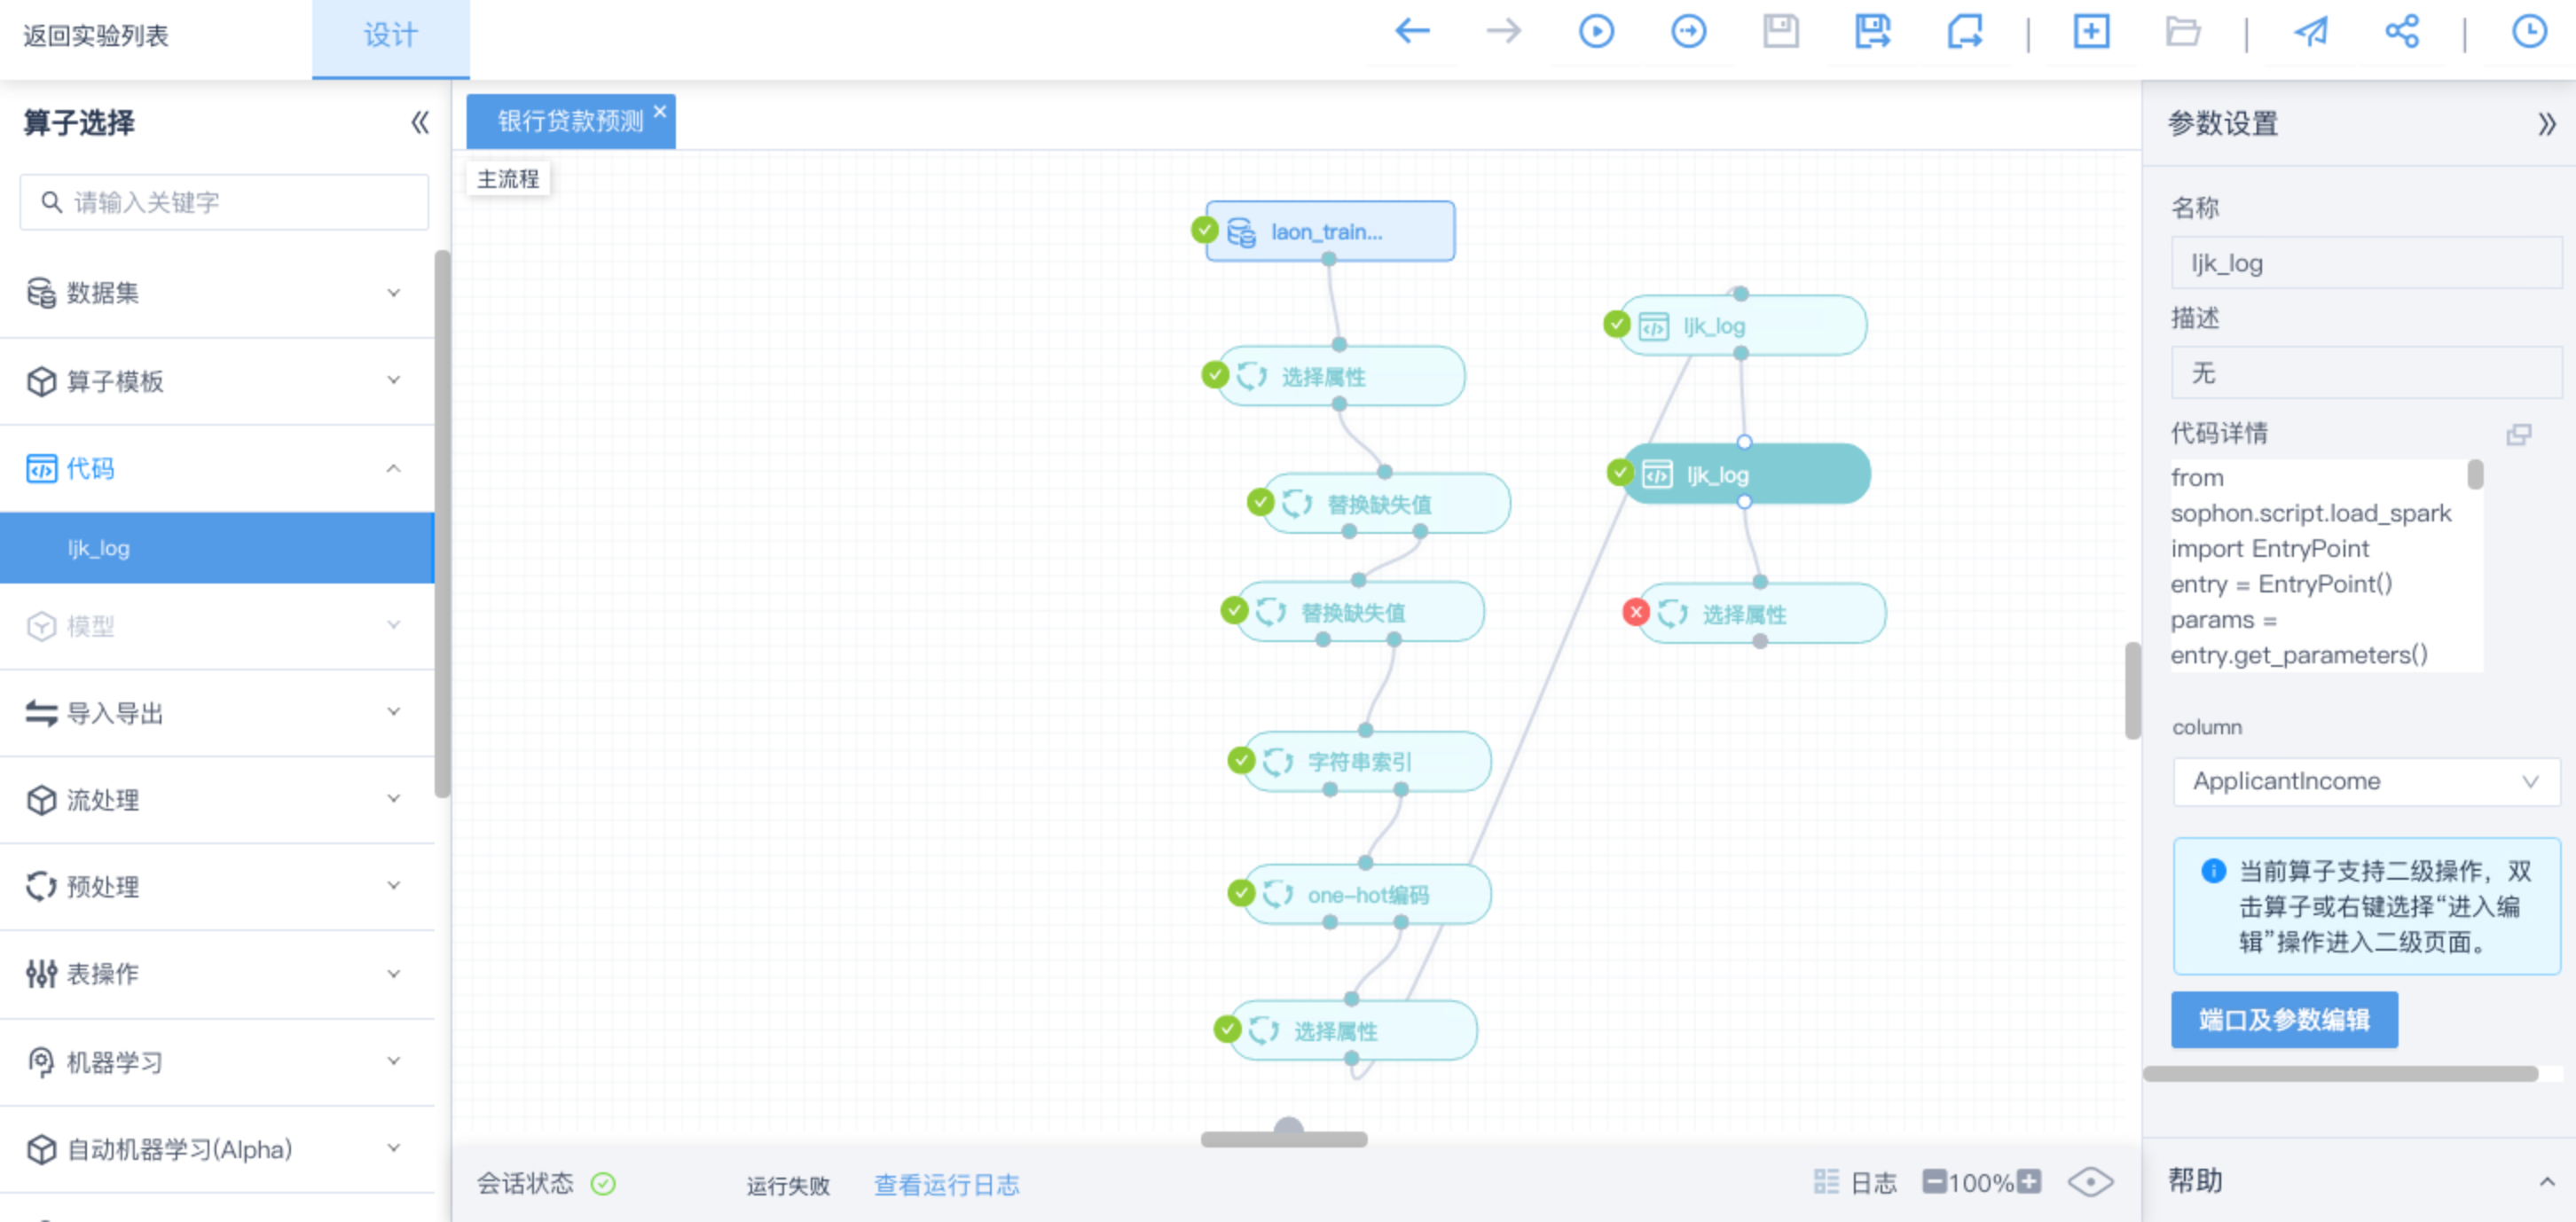 返回实验列表
设计
算子选择
请输入关键字
数据集
算子模板
代码
ljk_log
模型
导入导出
流处理
预处理
表操作
机器学习
自动机器学习(Alpha)
银行贷款预测
主流程
laon_train...
选择属性
替换缺失值
替换缺失值
字符串索引
one-hot编码
选择属性
ljk_log
ljk_log
选择属性
会话状态
运行失败
查看运行日志
日志
100%
参数设置
名称
ljk_log
描述
无
代码详情
from
sophon.script.load_spark
import EntryPoint
entry = EntryPoint()
params =
entry.get_parameters()
column
ApplicantIncome
当前算子支持二级操作，双
击算子或右键选择“进入编
辑”操作进入二级页面。
端口及参数编辑
帮助